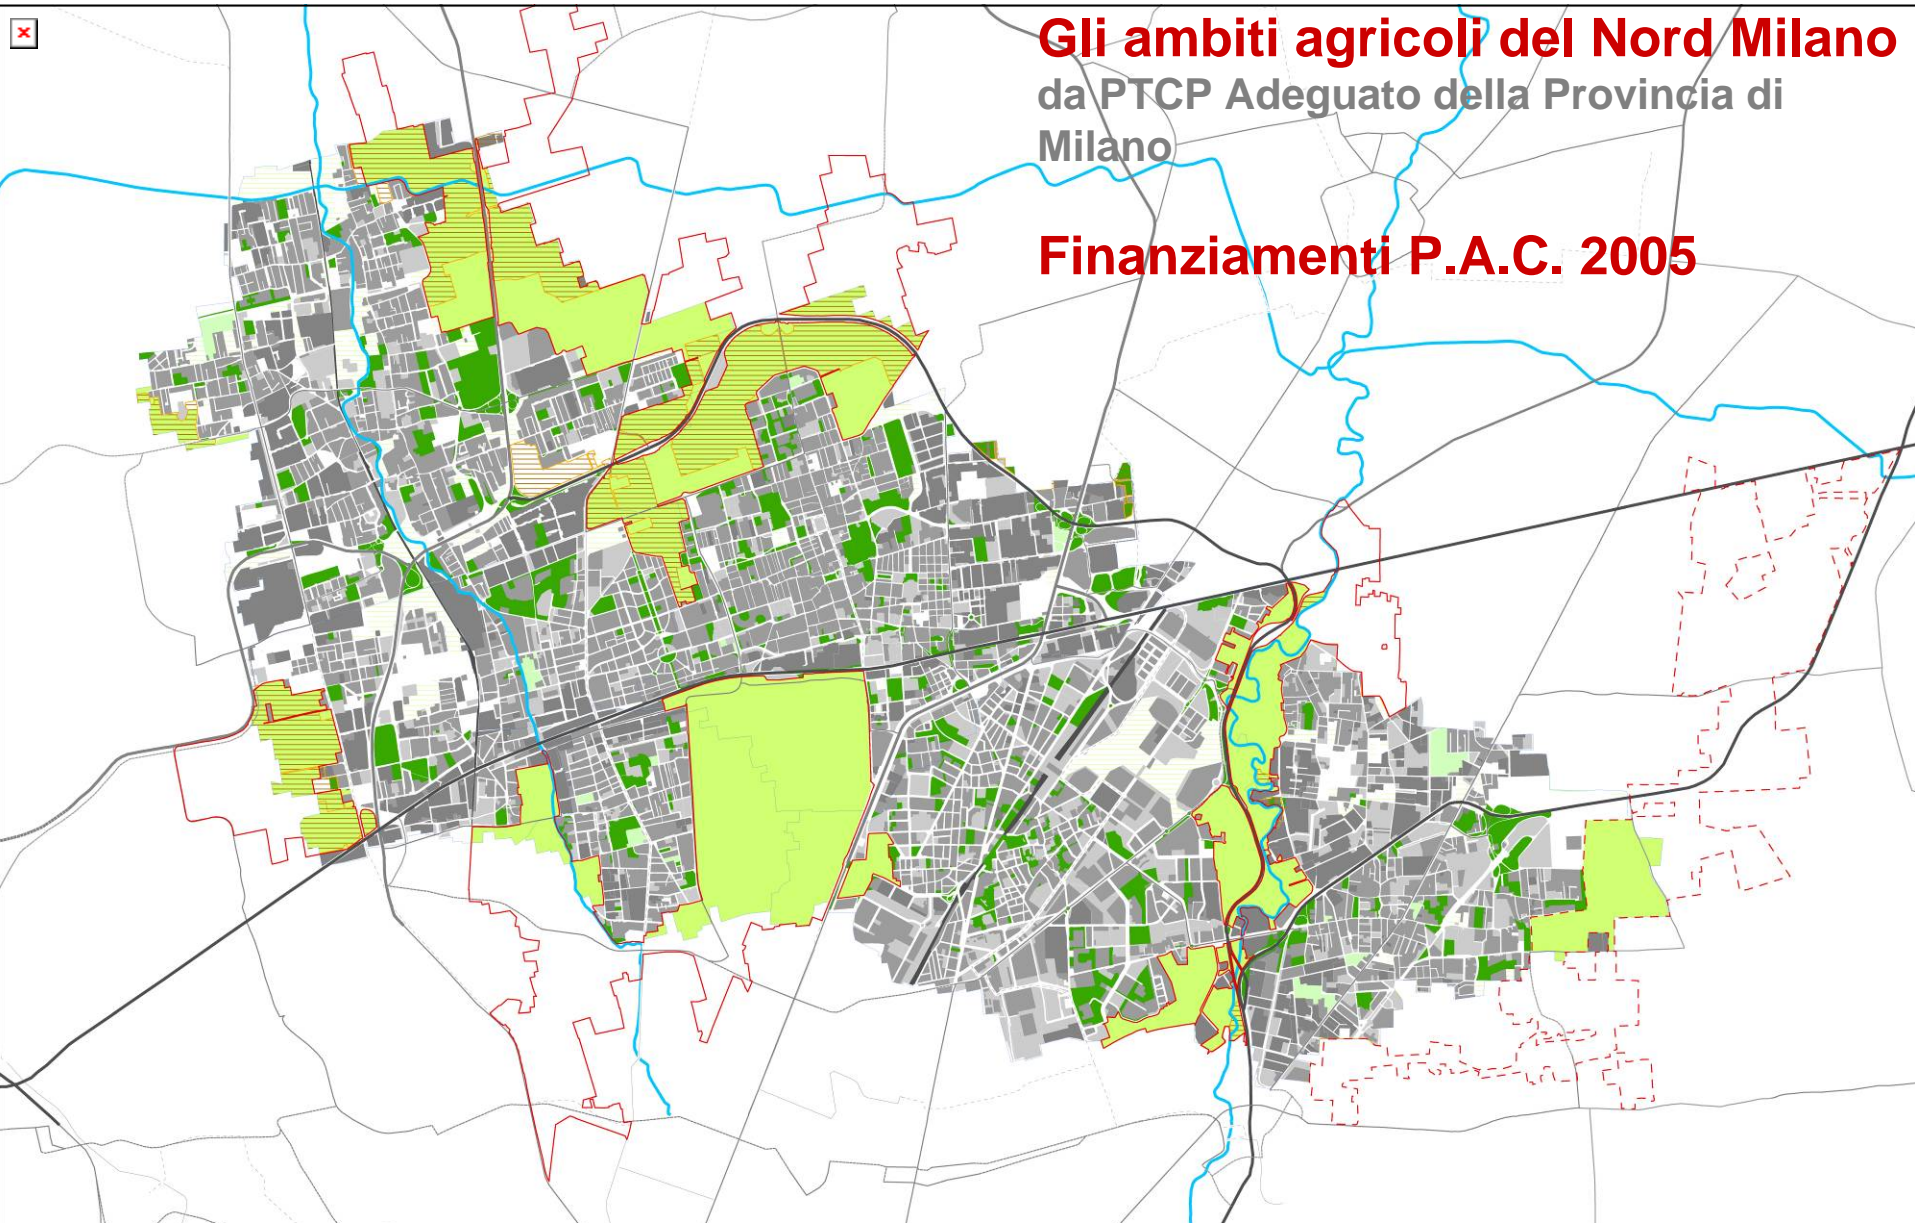 Gli ambiti agricoli del Nord Milano
da PTCP Adeguato della Provincia di
Milano
Finanziamenti P.A.C. 2005